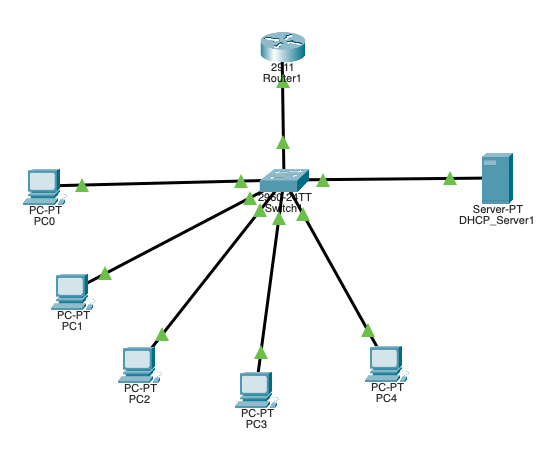 2911
Router1
2960-24TT
Switch
PC-PT
PC0
Server-PT
DHCP_Server1
PC-PT
PC1
PC-PT
PC2
PC-PT
PC3
PC-PT
PC4